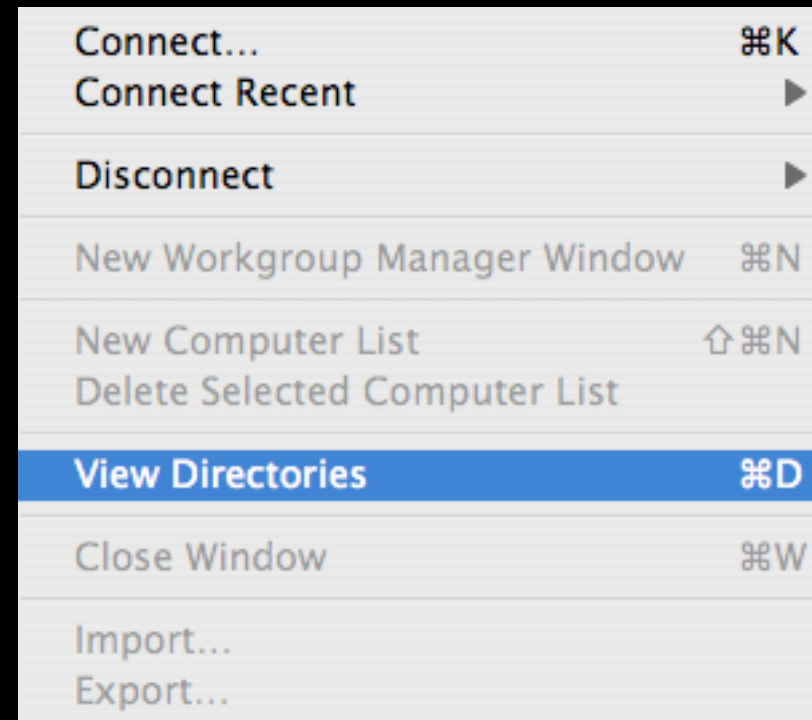 Connect... ⌘K
Connect Recent ▶
Disconnect ▶
New Workgroup Manager Window ⌘N
New Computer List ⇧⌘N
Delete Selected Computer List
View Directories ⌘D
Close Window ⌘W
Import...
Export...